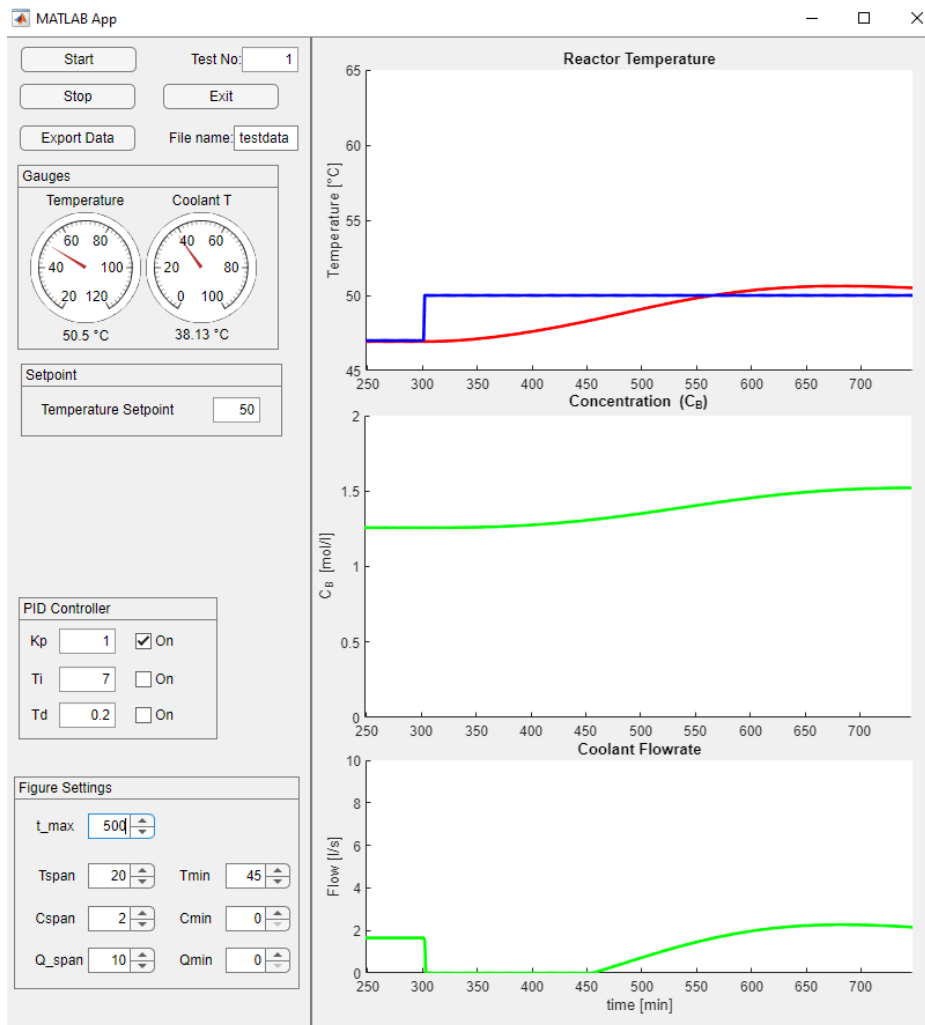 MATLAB App
Start
Test No: 1
Stop
Exit
Export Data
File name: testdata
Gauges
Temperature
Coolant T
20 40 60 80 100 120
0 20 40 60 80 100
50.5 °C
38.13 °C
Setpoint
Temperature Setpoint 50
PID Controller
Kp 1 On
Ti 7 On
Td 0.2 On
Figure Settings
t_max 500
Tspan 20 Tmin 45
Cspan 2 Cmin 0
Q_span 10 Qmin 0
Reactor Temperature
Temperature [°C]
65
60
55
50
45
250 300 350 400 450 500 550 600 650 700
Concentration (C_B)
C_B [mol/l]
2
1.5
1
0.5
0
250 300 350 400 450 500 550 600 650 700
Coolant Flowrate
Flow [l/s]
10
8
6
4
2
0
250 300 350 400 450 500 550 600 650 700
time [min]